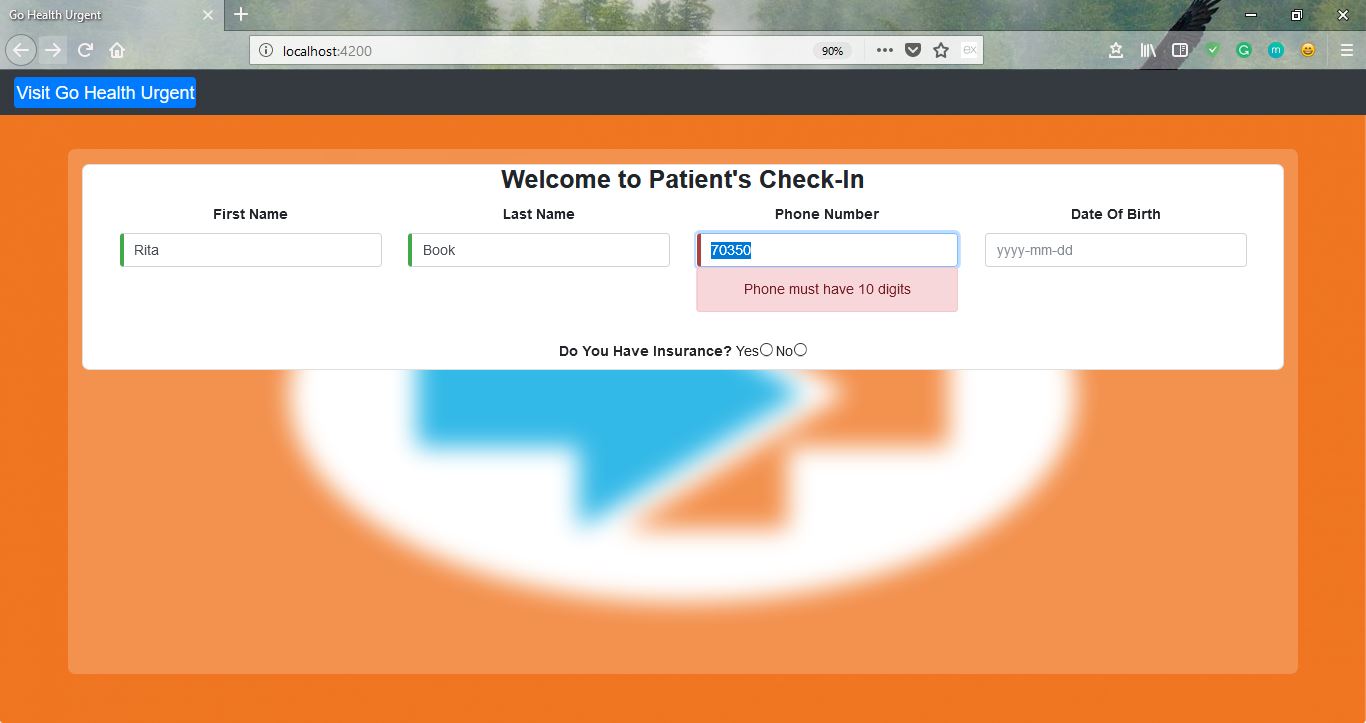 Go Health Urgent
localhost:4200
90%
Visit Go Health Urgent
Welcome to Patient's Check-In
First Name Last Name Phone Number Date Of Birth
Rita Book 70350 yyyy-mm-dd
Phone must have 10 digits
Do You Have Insurance? Yes No